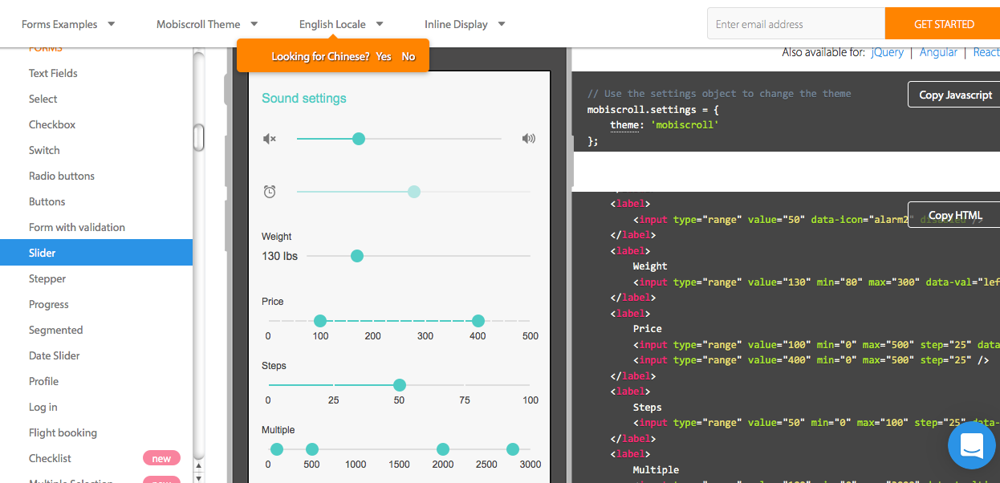 Forms Examples
Mobiscroll Theme
English Locale
Inline Display
Enter email address
GET STARTED
Looking for Chinese? Yes No
FORMS
Text Fields
Select
Checkbox
Switch
Radio buttons
Buttons
Form with validation
Slider
Stepper
Progress
Segmented
Date Slider
Profile
Log in
Flight booking
Checklist new
Multiple Selection new
Sound settings
Weight
130 lbs
Price
0 100 200 300 400 500
Steps
0 25 50 75 100
Multiple
0 500 1000 1500 2000 2500 3000
Also available for: jQuery | Angular | React
Copy Javascript
// Use the settings object to change the theme
mobiscroll.settings = {
theme: 'mobiscroll'
};
Copy HTML
<label>
<input type="range" value="50" data-icon="alarm2" disabled />
</label>
<label>
Weight
<input type="range" value="130" min="80" max="300" data-val="lef
</label>
<label>
Price
<input type="range" value="100" min="0" max="500" step="25" data
<input type="range" value="400" min="0" max="500" step="25" />
</label>
<label>
Steps
<input type="range" value="50" min="0" max="100" step="25" data-
</label>
<label>
Multiple